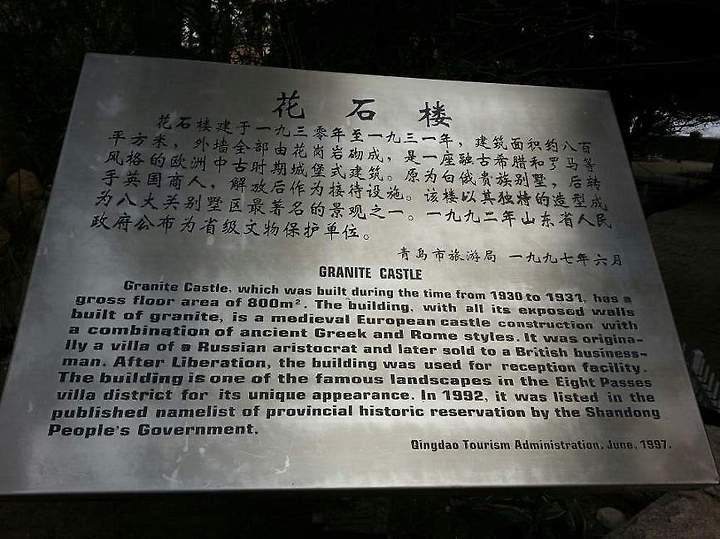 花石楼
花石楼建于一九三零年至一九三一年，建筑面积约八百
平方米，外墙全部由花岗岩砌成，是一座融古希腊和罗马等
风格的欧洲中古时期城堡式建筑。原为白俄贵族别墅，后转
手英国商人，解放后作为接待设施。该楼以其独特的造型成
为八大关别墅区最著名的景观之一。一九九二年山东省人民
政府公布为省级文物保护单位。
青岛市旅游局 一九九七年六月
GRANITE CASTLE
Granite Castle, which was built during the time from 1930 to 1931, has a
gross floor area of 800m². The building, with all its exposed walls
built of granite, is a medieval European castle construction with
a combination of ancient Greek and Rome styles. It was origina-
lly a villa of a Russian aristocrat and later sold to a British business-
man. After Liberation, the building was used for reception facility.
The building is one of the famous landscapes in the Eight Passes
villa district for its unique appearance. In 1992, it was listed in the
published namelist of provincial historic reservation by the Shandong
People's Government.
Qingdao Tourism Administration, June, 1997.